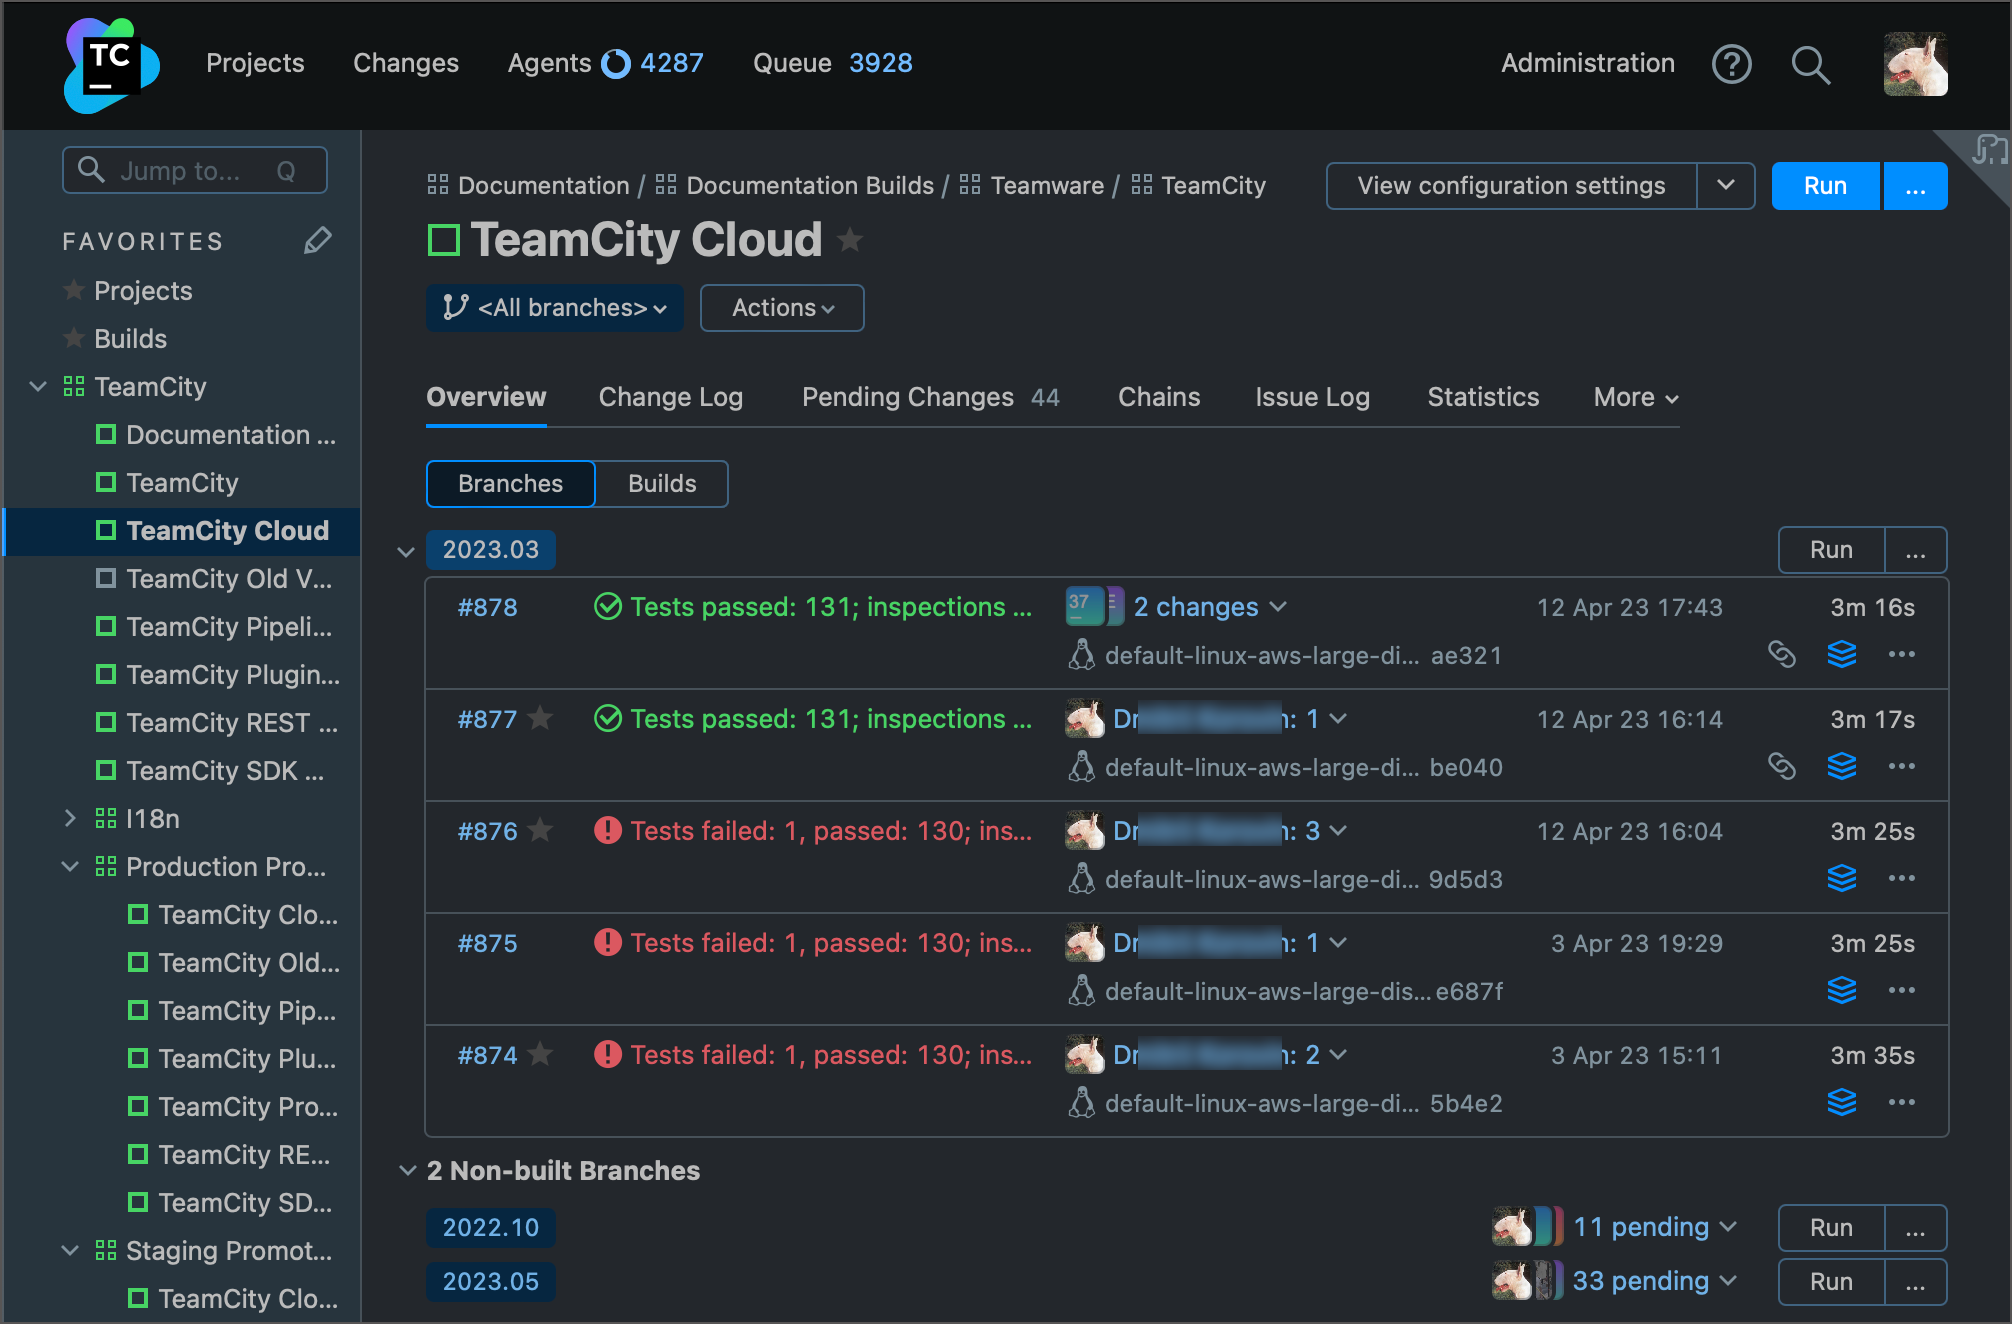 TC
Projects Changes Agents 4287 Queue 3928 Administration ?
Jump to... Q
FAVORITES
Projects
Builds
TeamCity
Documentation ...
TeamCity
TeamCity Cloud
TeamCity Old V...
TeamCity Pipeli...
TeamCity Plugin...
TeamCity REST ...
TeamCity SDK ...
I18n
Production Pro...
TeamCity Clo...
TeamCity Old...
TeamCity Pip...
TeamCity Plu...
TeamCity Pro...
TeamCity RE...
TeamCity SD...
Staging Promot...
TeamCity Clo...
Documentation / Documentation Builds / Teamware / TeamCity
View configuration settings
Run ...
TeamCity Cloud
<All branches>
Actions
Overview Change Log Pending Changes 44 Chains Issue Log Statistics More
Branches Builds
2023.03 Run ...
#878 Tests passed: 131; inspections ... 37 E 2 changes 12 Apr 23 17:43 3m 16s
default-linux-aws-large-di... ae321
#877 Tests passed: 131; inspections ... Dr : 1 12 Apr 23 16:14 3m 17s
default-linux-aws-large-di... be040
#876 Tests failed: 1, passed: 130; ins... Dr : 3 12 Apr 23 16:04 3m 25s
default-linux-aws-large-di... 9d5d3
#875 Tests failed: 1, passed: 130; ins... Dr : 1 3 Apr 23 19:29 3m 25s
default-linux-aws-large-dis... e687f
#874 Tests failed: 1, passed: 130; ins... Dr : 2 3 Apr 23 15:11 3m 35s
default-linux-aws-large-di... 5b4e2
2 Non-built Branches
2022.10 11 pending Run ...
2023.05 33 pending Run ...